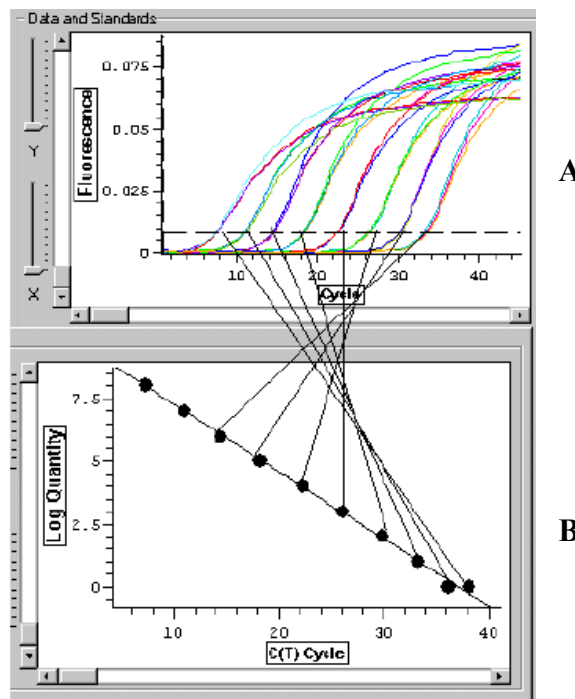 Data and Standards
Y
X
Fluorescence
0.075
0.05
0.025
0
10
20
30
40
Cycle
A
Log Quantity
7.5
5
2.5
0
10
20
30
40
C(T) Cycle
B